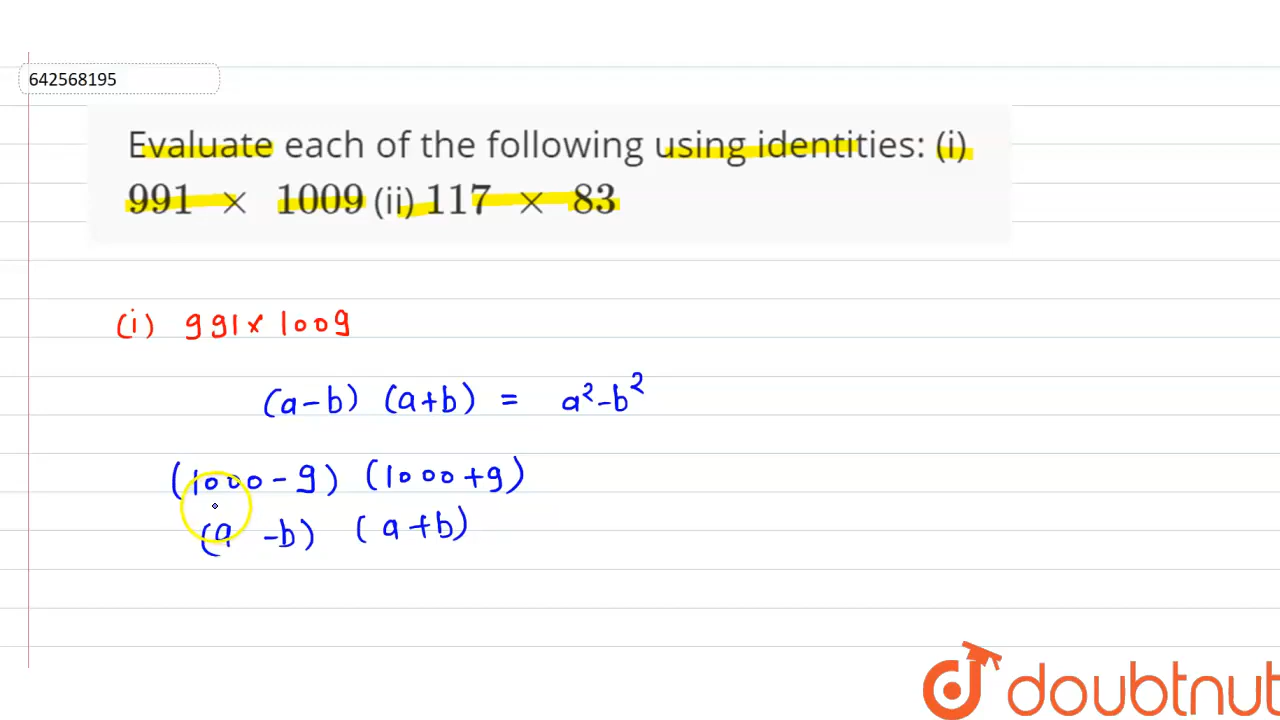 642568195
Evaluate each of the following using identities: (i)
991 × 1009 (ii) 117 × 83
(i) 991 × 1009
(a-b) (a+b) = a²-b²
(1000-9) (1000+9)
(a -b) (a+b)
doubtnut